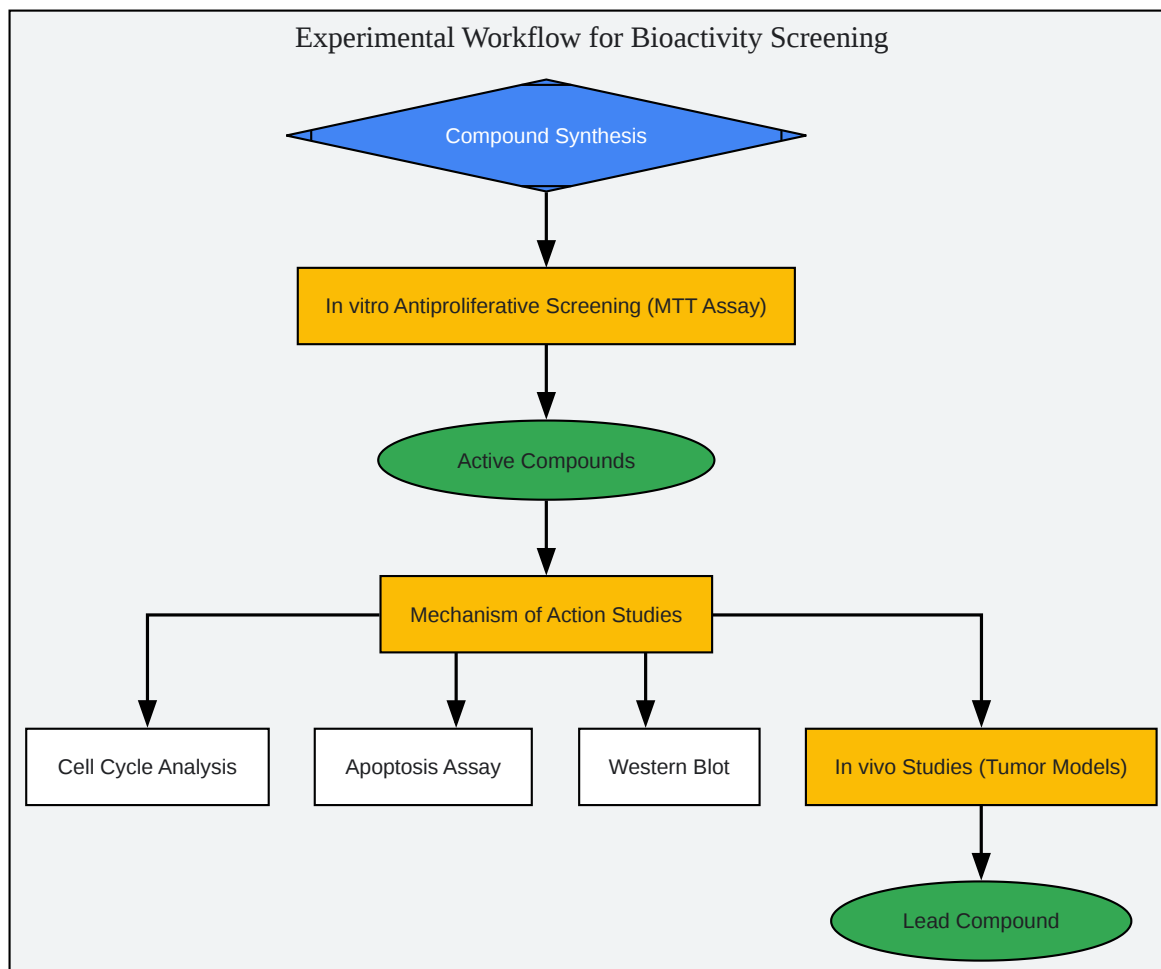 Experimental Workflow for Bioactivity Screening
Compound Synthesis
In vitro Antiproliferative Screening (MTT Assay)
Active Compounds
Mechanism of Action Studies
Cell Cycle Analysis
Apoptosis Assay
Western Blot
In vivo Studies (Tumor Models)
Lead Compound